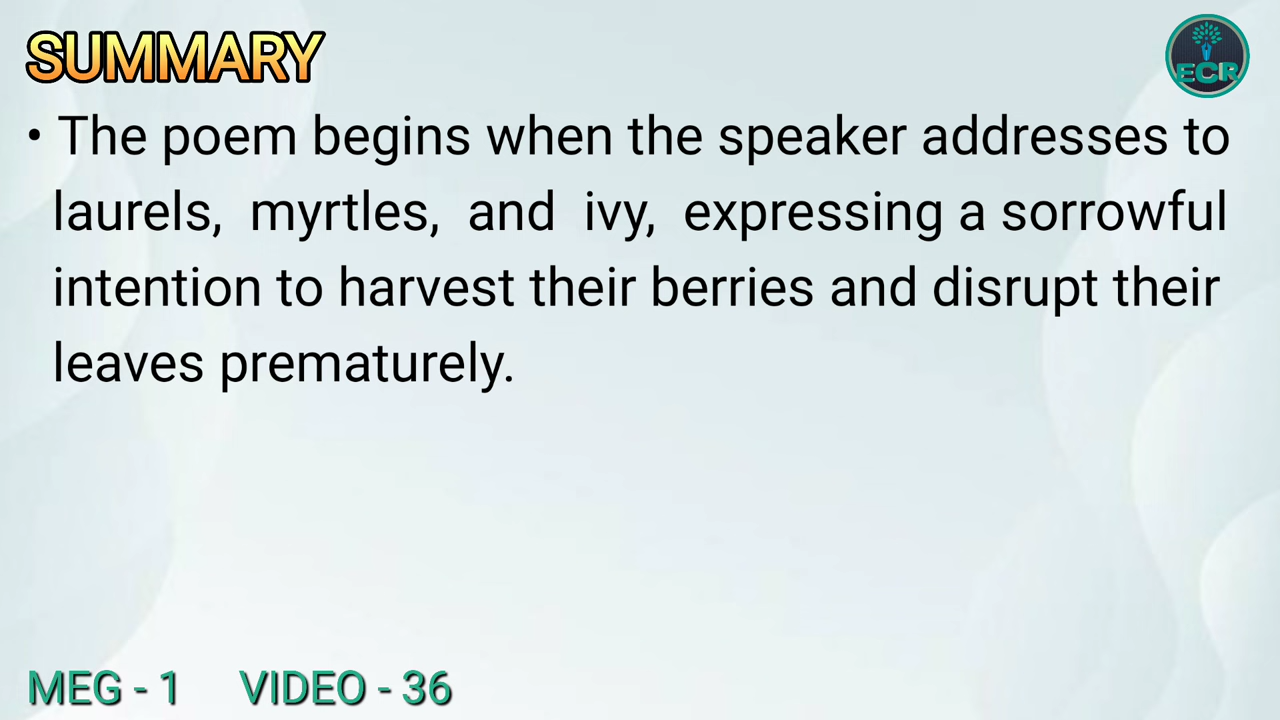 SUMMARY
ECR
• The poem begins when the speaker addresses to
laurels, myrtles, and ivy, expressing a sorrowful
intention to harvest their berries and disrupt their
leaves prematurely.
MEG - 1 VIDEO - 36